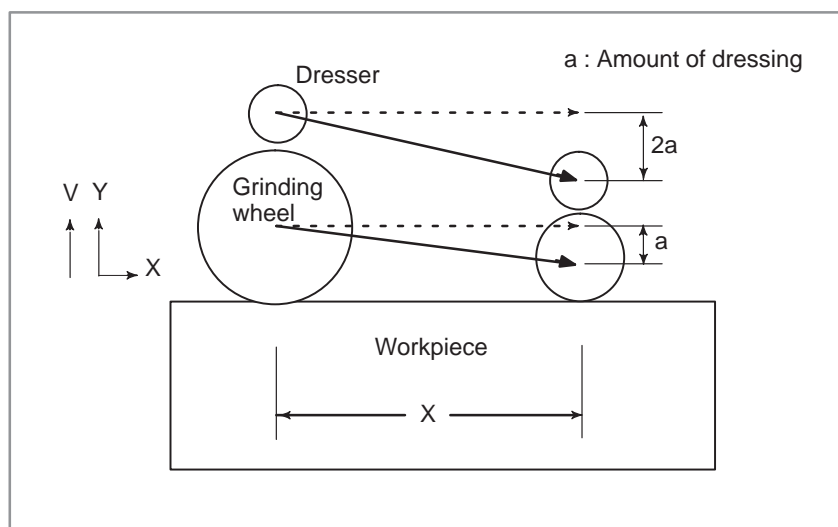 a : Amount of dressing
Dresser
2a
Grinding
wheel
V Y
a
X
Workpiece
X